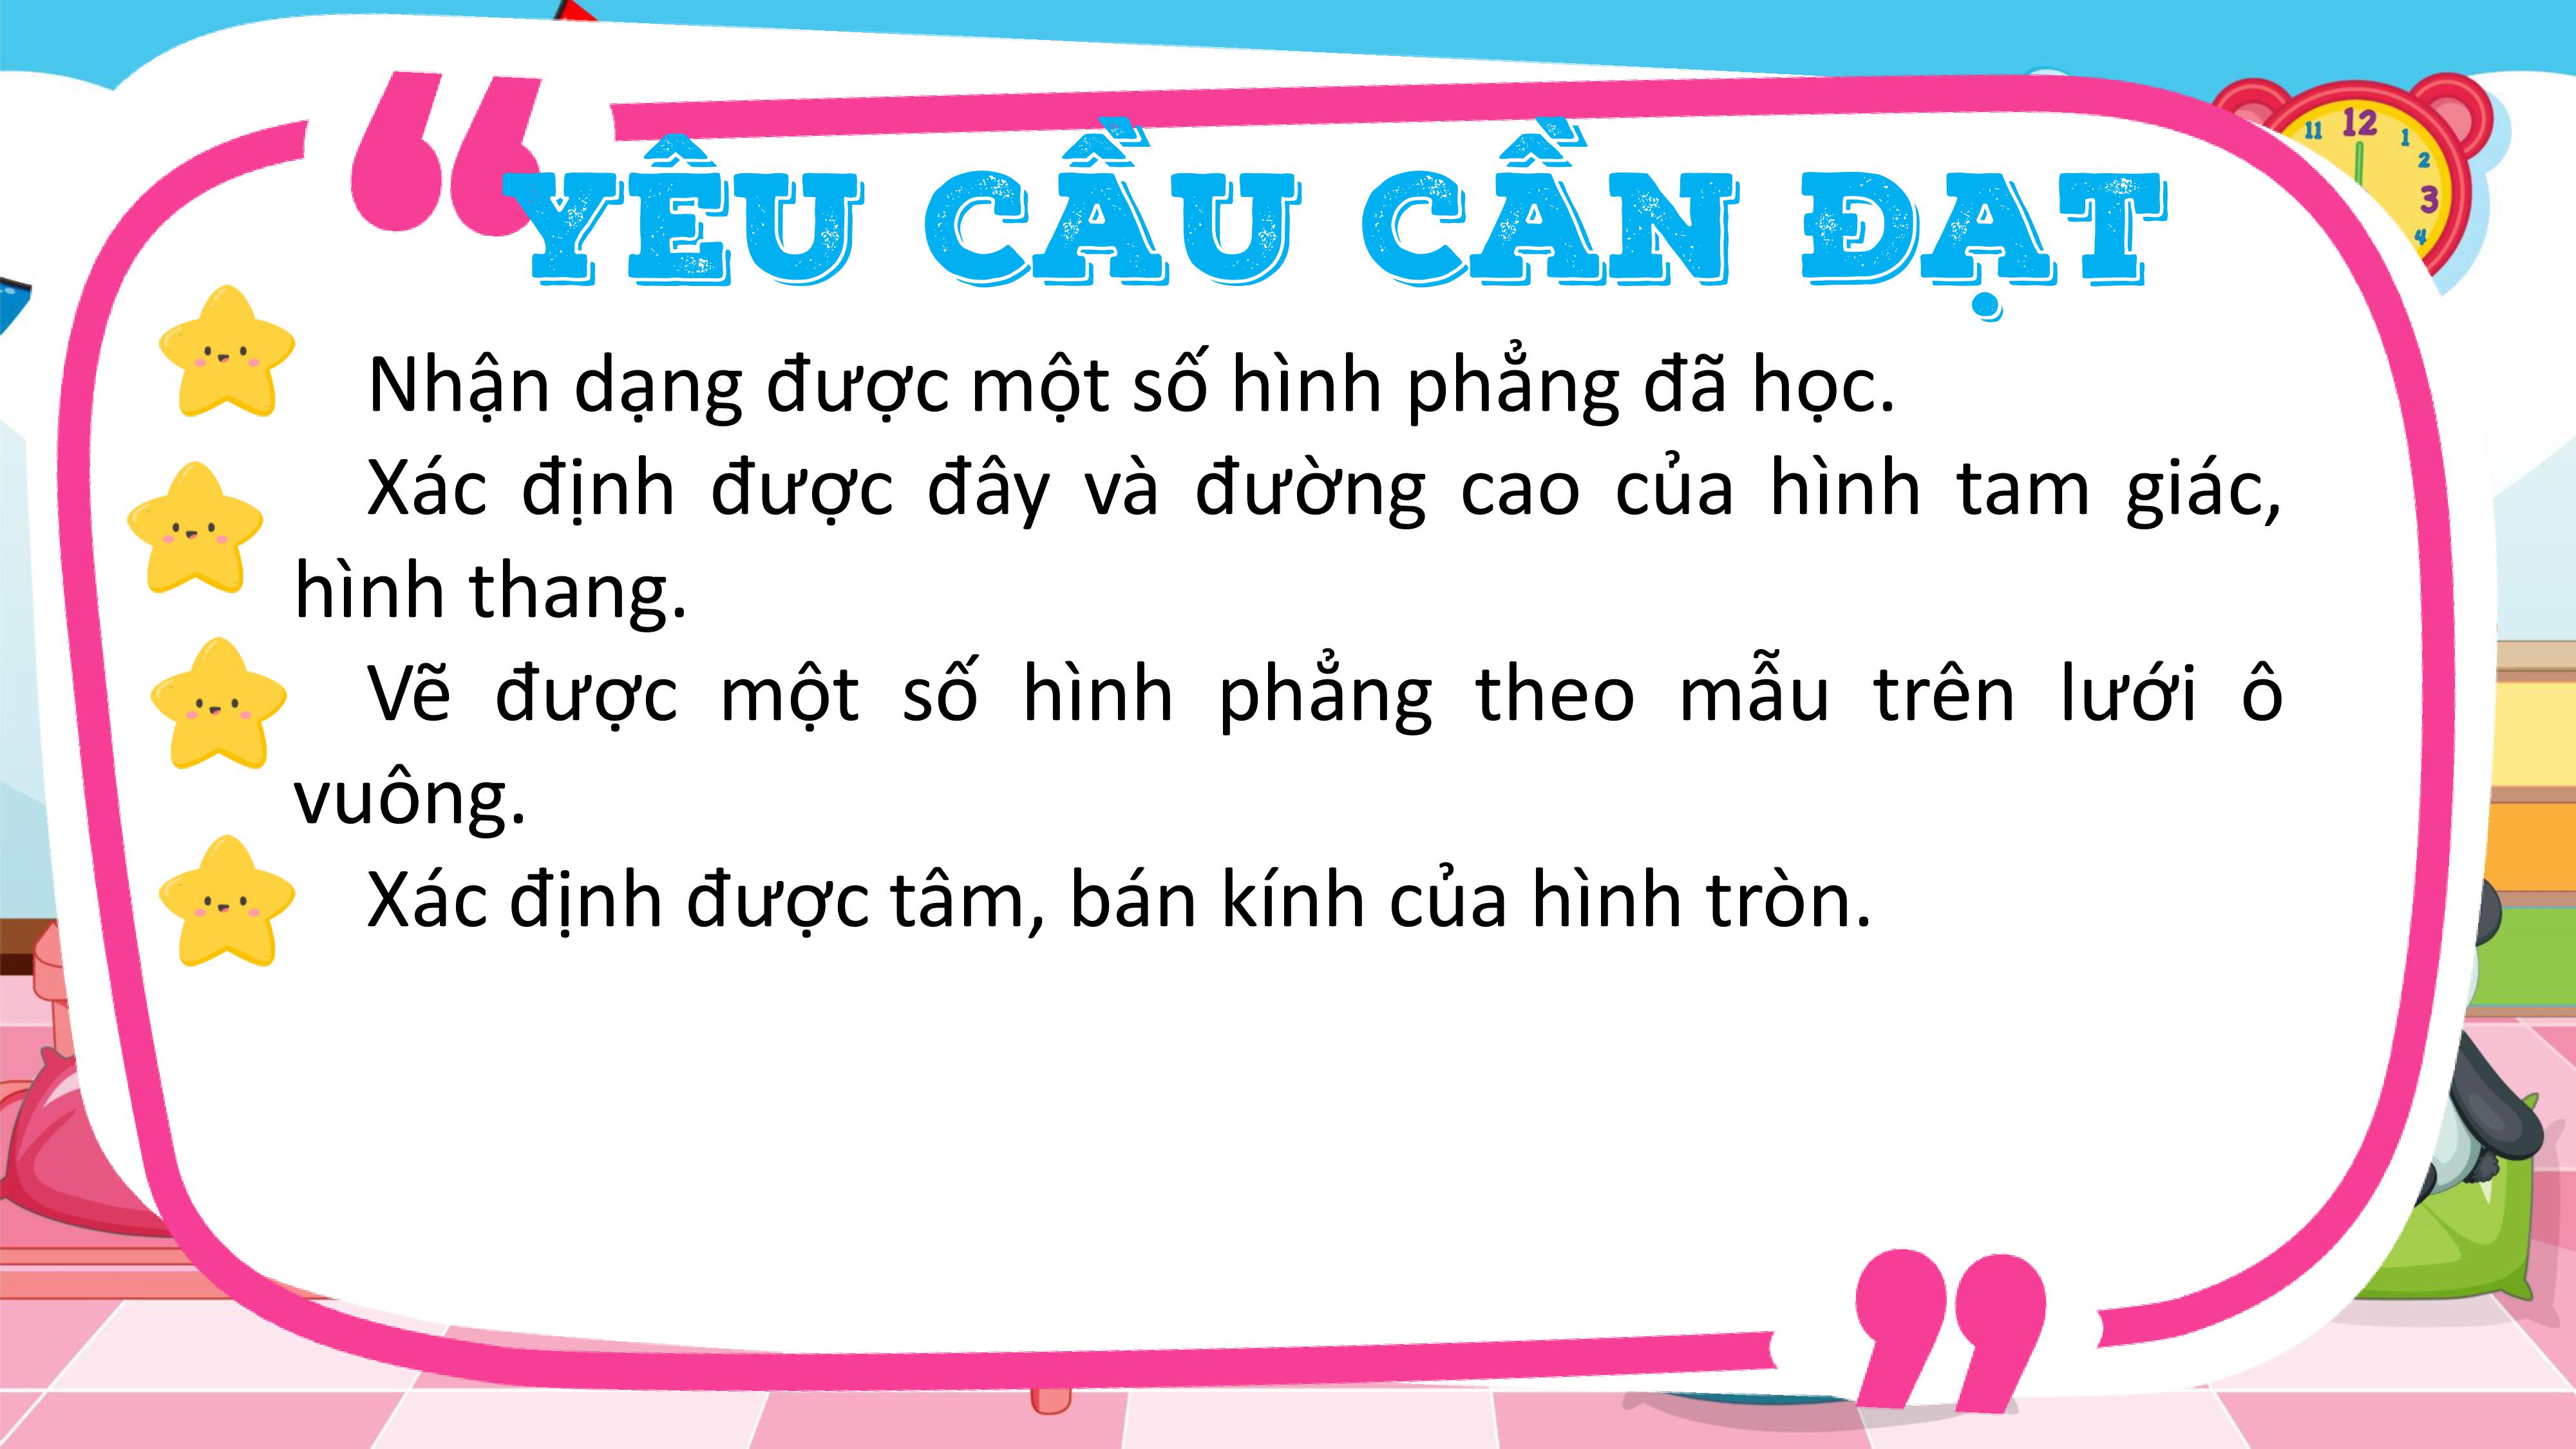 YÊU CẦU CẦN ĐẠT
Nhận dạng được một số hình phẳng đã học.
Xác định được đây và đường cao của hình tam giác,
hình thang.
Vẽ được một số hình phẳng theo mẫu trên lưới ô
vuông.
Xác định được tâm, bán kính của hình tròn.
11 12 1
2
3
4